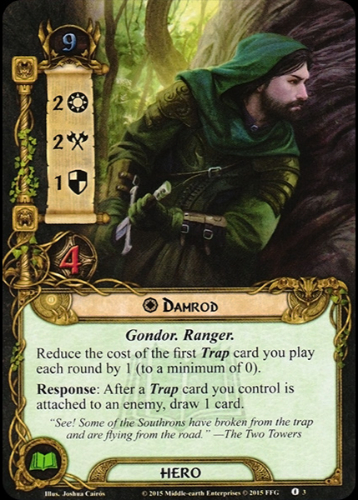 9
2
2
1
4
Damrod
Gondor. Ranger.
Reduce the cost of the first Trap card you play
each round by 1 (to a minimum of 0).
Response: After a Trap card you control is
attached to an enemy, draw 1 card.
"See! Some of the Southrons have broken from the trap
and are flying from the road." —The Two Towers
HERO
Illus. Joshua Cairós © 2015 Middle-earth Enterprises © 2015 FFG 3